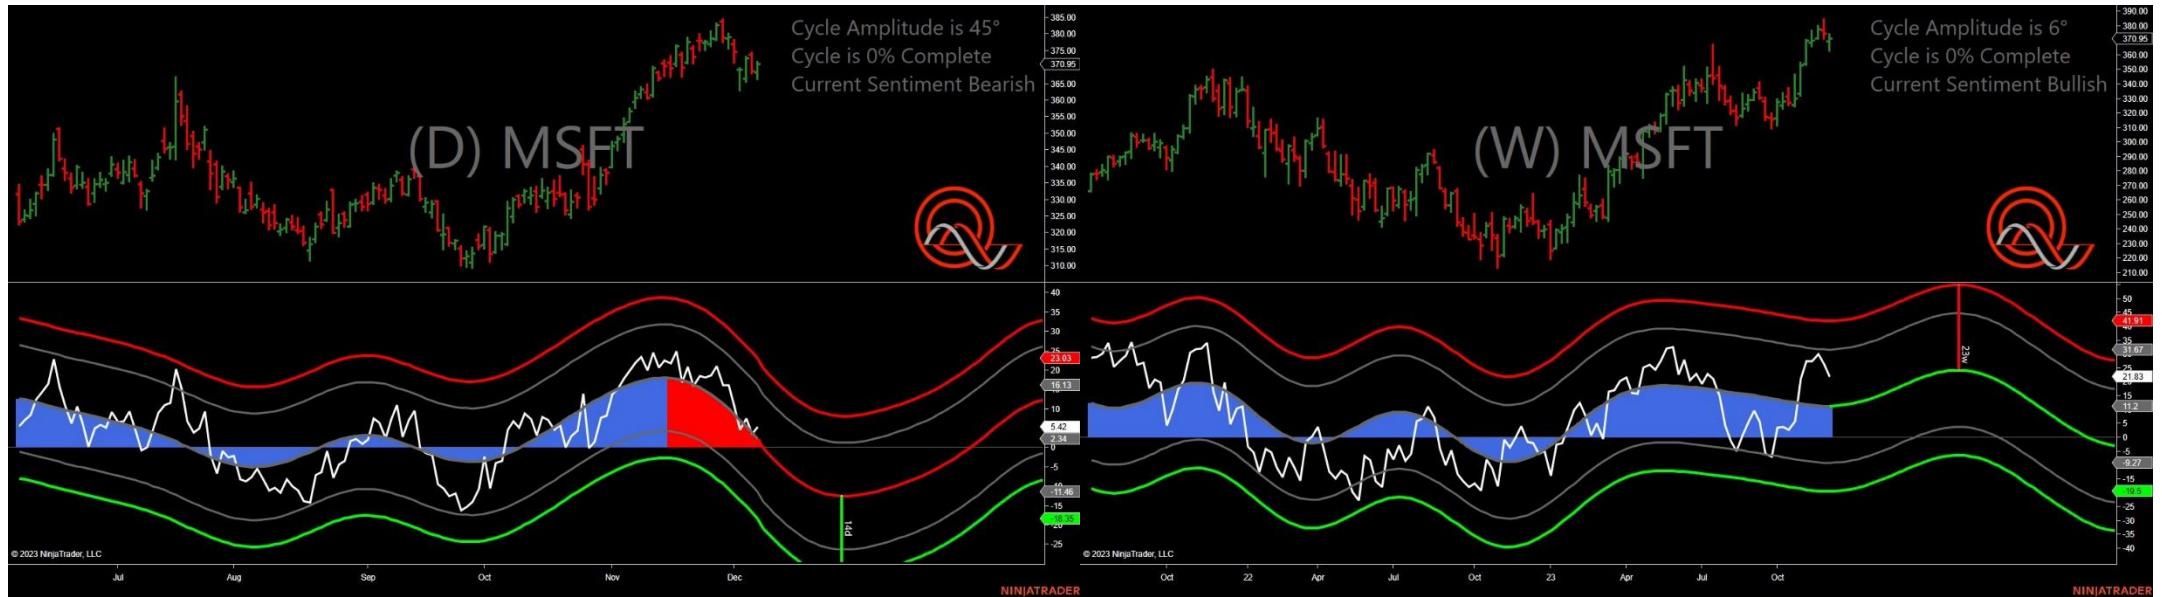 Cycle Amplitude is 45°
Cycle is 0% Complete
Current Sentiment Bearish
(D) MSFT
385.00
380.00
375.00
370.95
365.00
360.00
355.00
350.00
345.00
340.00
335.00
330.00
325.00
320.00
315.00
310.00
40
35
30
25
23.03
20
16.13
10
5.42
2.34
0
-5
-10
-11.46
-15
-18.35
-20
-25
14d
© 2023 NinjaTrader, LLC
Jul
Aug
Sep
Oct
Nov
Dec
NINJATRADER
Cycle Amplitude is 6°
Cycle is 0% Complete
Current Sentiment Bullish
(W) MSFT
390.00
380.00
370.95
360.00
350.00
340.00
330.00
320.00
310.00
300.00
290.00
280.00
270.00
260.00
250.00
240.00
230.00
220.00
210.00
50
45
41.91
35
31.67
25
21.83
15
11.2
5
0
-5
-9.27
-15
-19.5
-25
-30
-35
-40
23w
© 2023 NinjaTrader, LLC
Oct
22
Apr
Jul
Oct
23
Apr
Jul
Oct
NINJATRADER